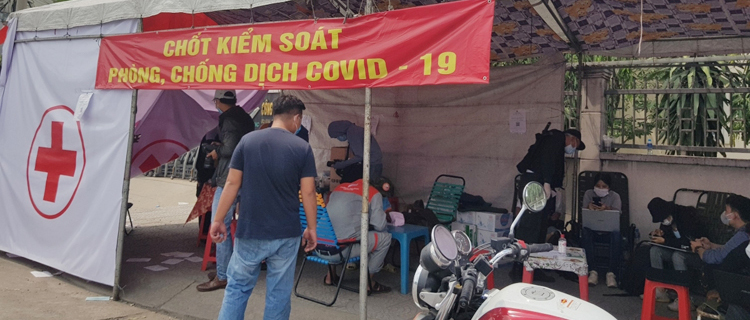 CHỐT KIỂM SOÁT
PHÒNG, CHỐNG DỊCH COVID - 19